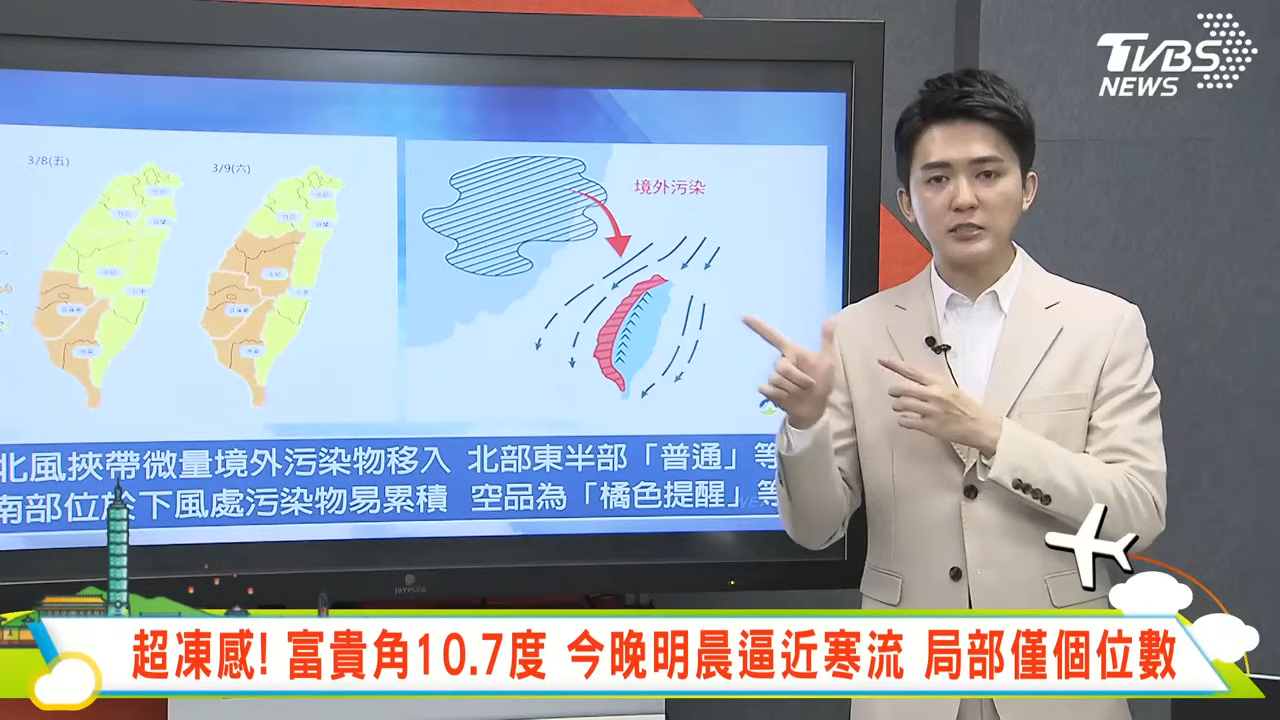 TVBS
NEWS
3/8(五)
3/9(六)
境外污染
北風挾帶微量境外污染物移入 北部東半部「普通」等
南部位於下風處污染物易累積 空品為「橘色提醒」等
超凍感! 富貴角10.7度 今晚明晨逼近寒流 局部僅個位數